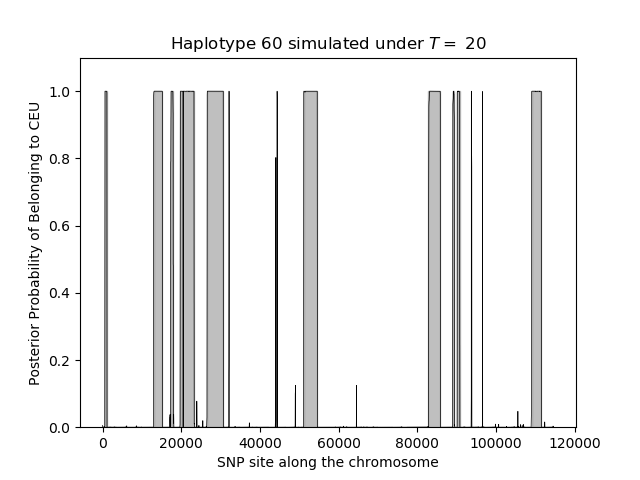 Haplotype 60 simulated under T = 20
Posterior Probability of Belonging to CEU
1.0
0.8
0.6
0.4
0.2
0.0
0 20000 40000 60000 80000 100000 120000
SNP site along the chromosome